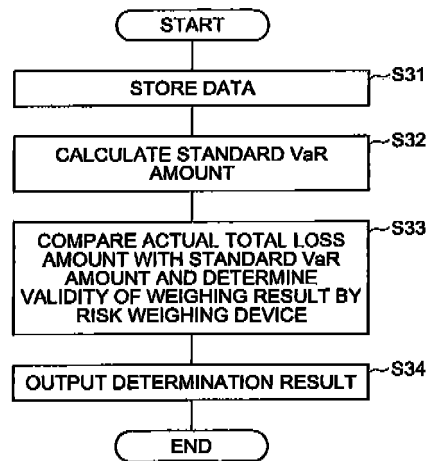 START
S31
STORE DATA
S32
CALCULATE STANDARD VaR
AMOUNT
S33
COMPARE ACTUAL TOTAL LOSS
AMOUNT WITH STANDARD VaR
AMOUNT AND DETERMINE
VALIDITY OF WEIGHING RESULT BY
RISK WEIGHING DEVICE
S34
OUTPUT DETERMINATION RESULT
END